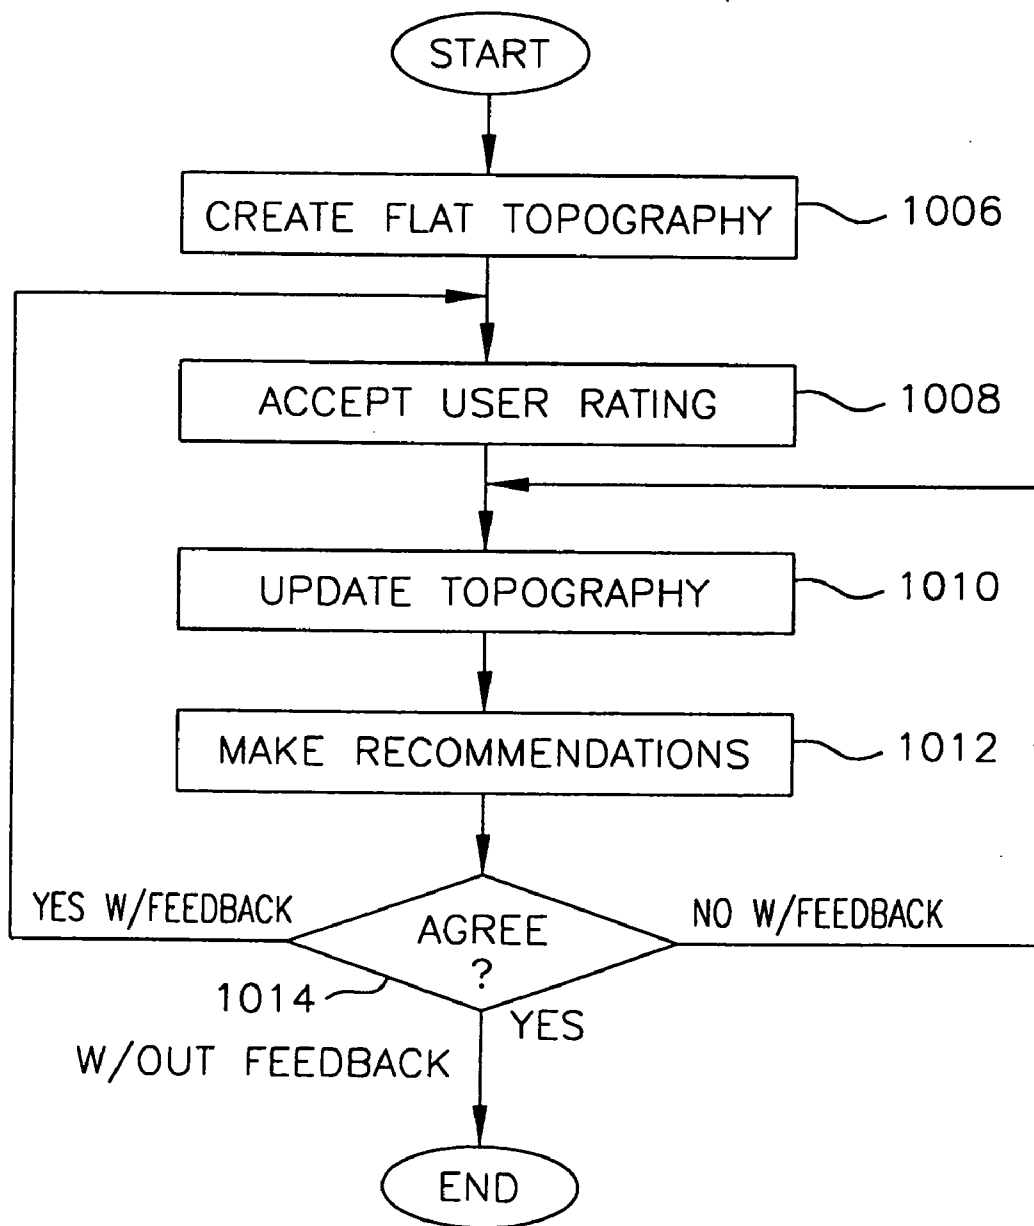 START
CREATE FLAT TOPOGRAPHY
1006
ACCEPT USER RATING
1008
UPDATE TOPOGRAPHY
1010
MAKE RECOMMENDATIONS
1012
YES W/FEEDBACK
AGREE
?
NO W/FEEDBACK
1014
YES
W/OUT FEEDBACK
END